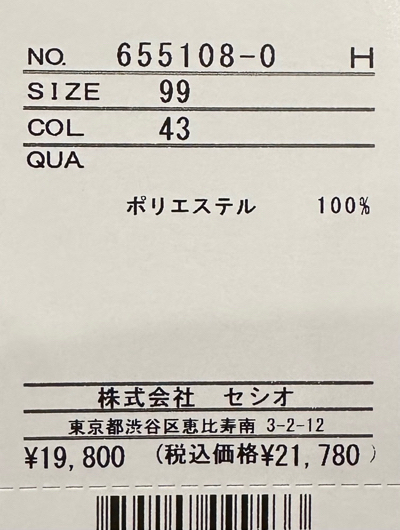 NO. 655108-0 H
SIZE 99
COL 43
QUA
ポリエステル 100%
株式会社 セシオ
東京都渋谷区恵比寿南 3-2-12
¥19,800 (税込価格¥21,780)